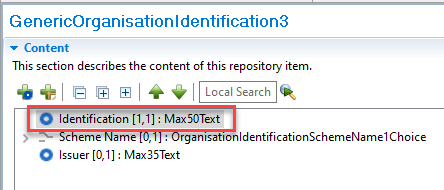 GenericOrganisationIdentification3
Content
This section describes the content of this repository item.
Local Search
Identification [1,1] : Max50Text
Scheme Name [0,1] : OrganisationIdentificationSchemeName1Choice
Issuer [0,1] : Max35Text